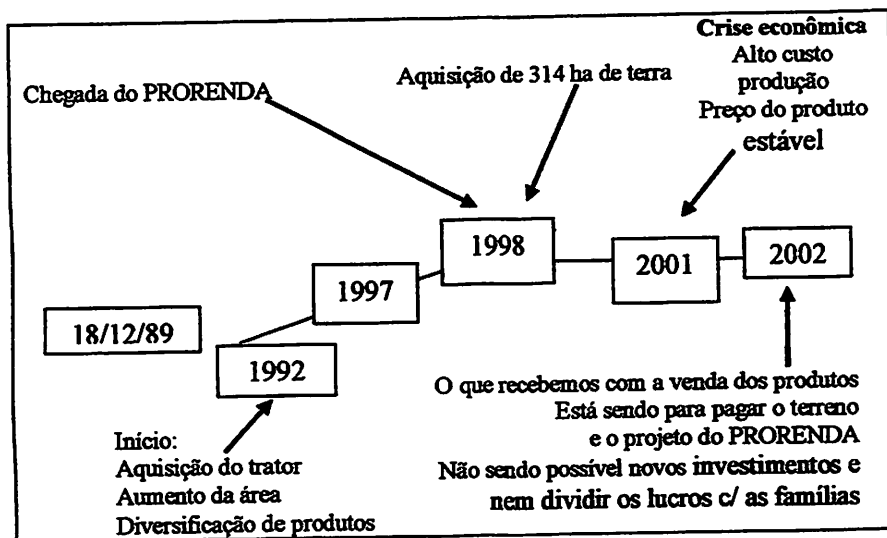 Crise econômica
Alto custo
produção
Preço do produto
estável
Aquisição de 314 ha de terra
Chegada do PRORENDA
1998
2002
2001
1997
18/12/89
1992
O que recebemos com a venda dos produtos
Está sendo para pagar o terreno
e o projeto do PRORENDA
Não sendo possível novos investimentos e
nem dividir os lucros c/ as famílias
Início:
Aquisição do trator
Aumento da área
Diversificação de produtos